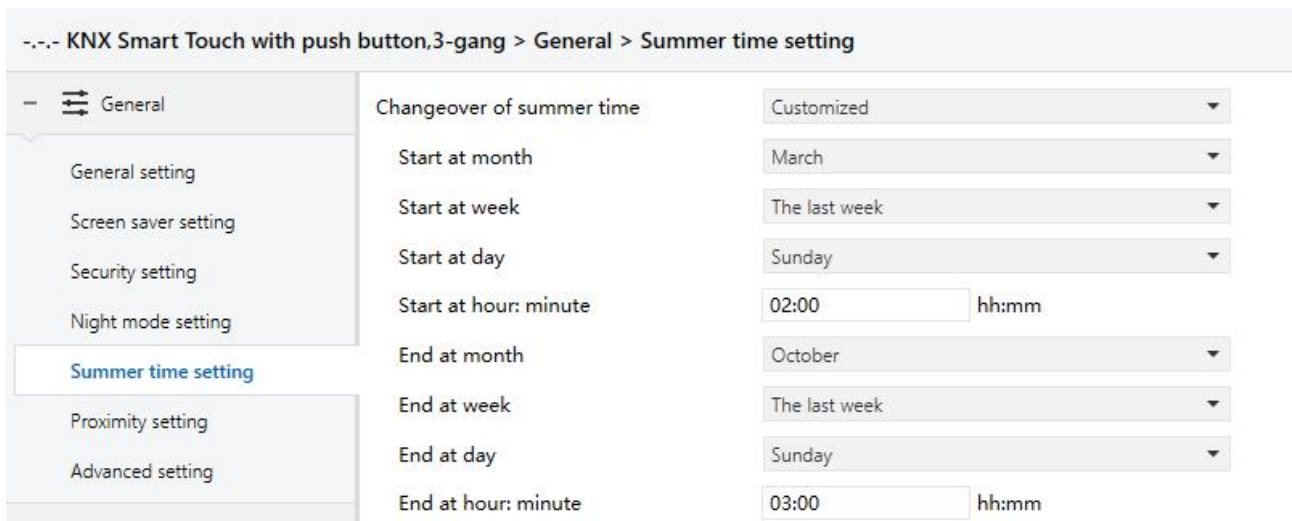 -.-.- KNX Smart Touch with push button,3-gang > General > Summer time setting
General
General setting
Screen saver setting
Security setting
Night mode setting
Summer time setting
Proximity setting
Advanced setting
Changeover of summer time Customized
Start at month March
Start at week The last week
Start at day Sunday
Start at hour: minute 02:00 hh:mm
End at month October
End at week The last week
End at day Sunday
End at hour: minute 03:00 hh:mm